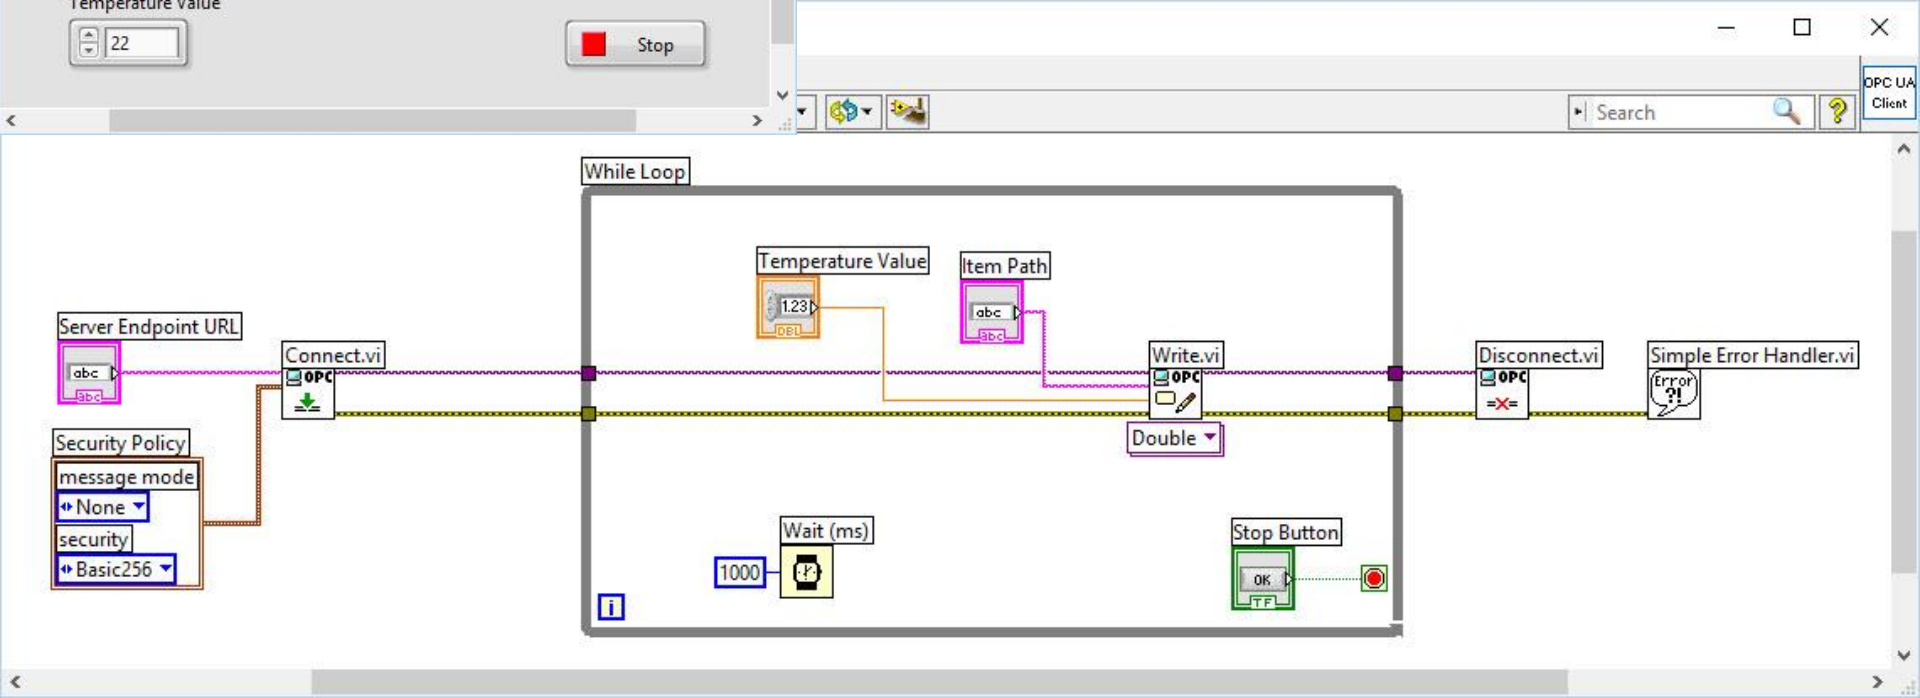 Temperature Value
22
Stop
OPC UA
Client
Search
?
While Loop
Temperature Value
1.23
DBL
Item Path
abc
abc
Server Endpoint URL
abc
abc
Connect.vi
OPC
Write.vi
OPC
Double
Disconnect.vi
OPC
=X=
Simple Error Handler.vi
Error
?!
Security Policy
message mode
None
security
Basic256
Wait (ms)
1000
Stop Button
OK
TF
i